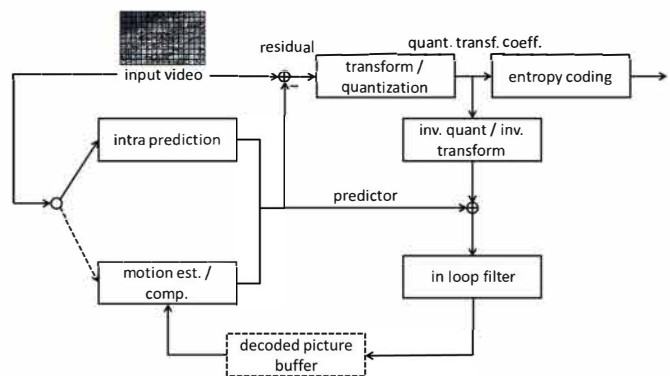 residual
quant. transf. coeff.
input video
transform /
quantization
entropy coding
−
intra prediction
inv. quant / inv.
transform
predictor
motion est. /
comp.
in loop filter
decoded picture
buffer